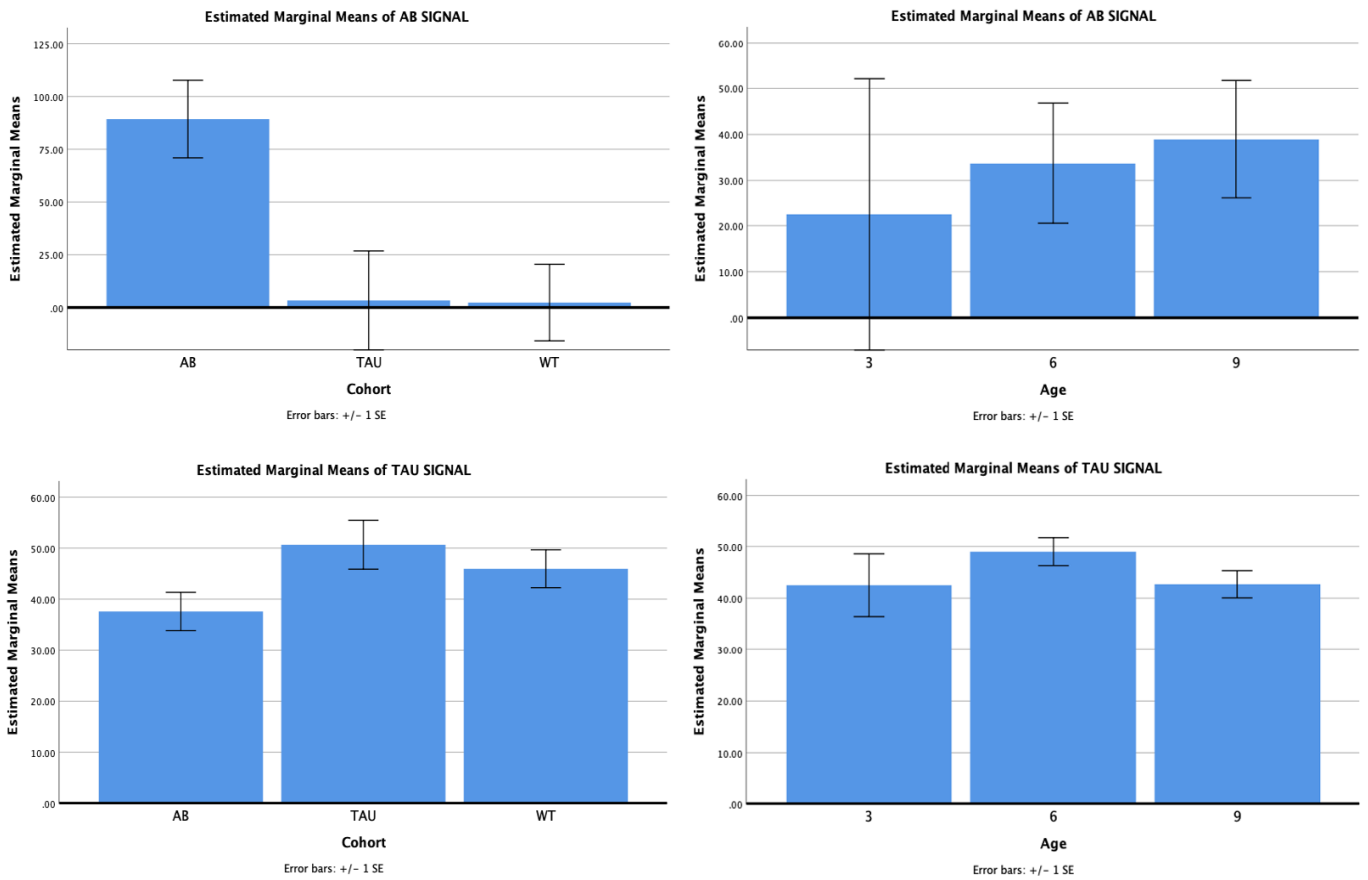 Estimated Marginal Means of AB SIGNAL
Estimated Marginal Means
125.00
100.00
75.00
50.00
25.00
.00
AB TAU WT
Cohort
Error bars: +/- 1 SE
Estimated Marginal Means of AB SIGNAL
Estimated Marginal Means
60.00
50.00
40.00
30.00
20.00
10.00
.00
3 6 9
Age
Error bars: +/- 1 SE
Estimated Marginal Means of TAU SIGNAL
Estimated Marginal Means
60.00
50.00
40.00
30.00
20.00
10.00
.00
AB TAU WT
Cohort
Error bars: +/- 1 SE
Estimated Marginal Means of TAU SIGNAL
Estimated Marginal Means
60.00
50.00
40.00
30.00
20.00
10.00
.00
3 6 9
Age
Error bars: +/- 1 SE